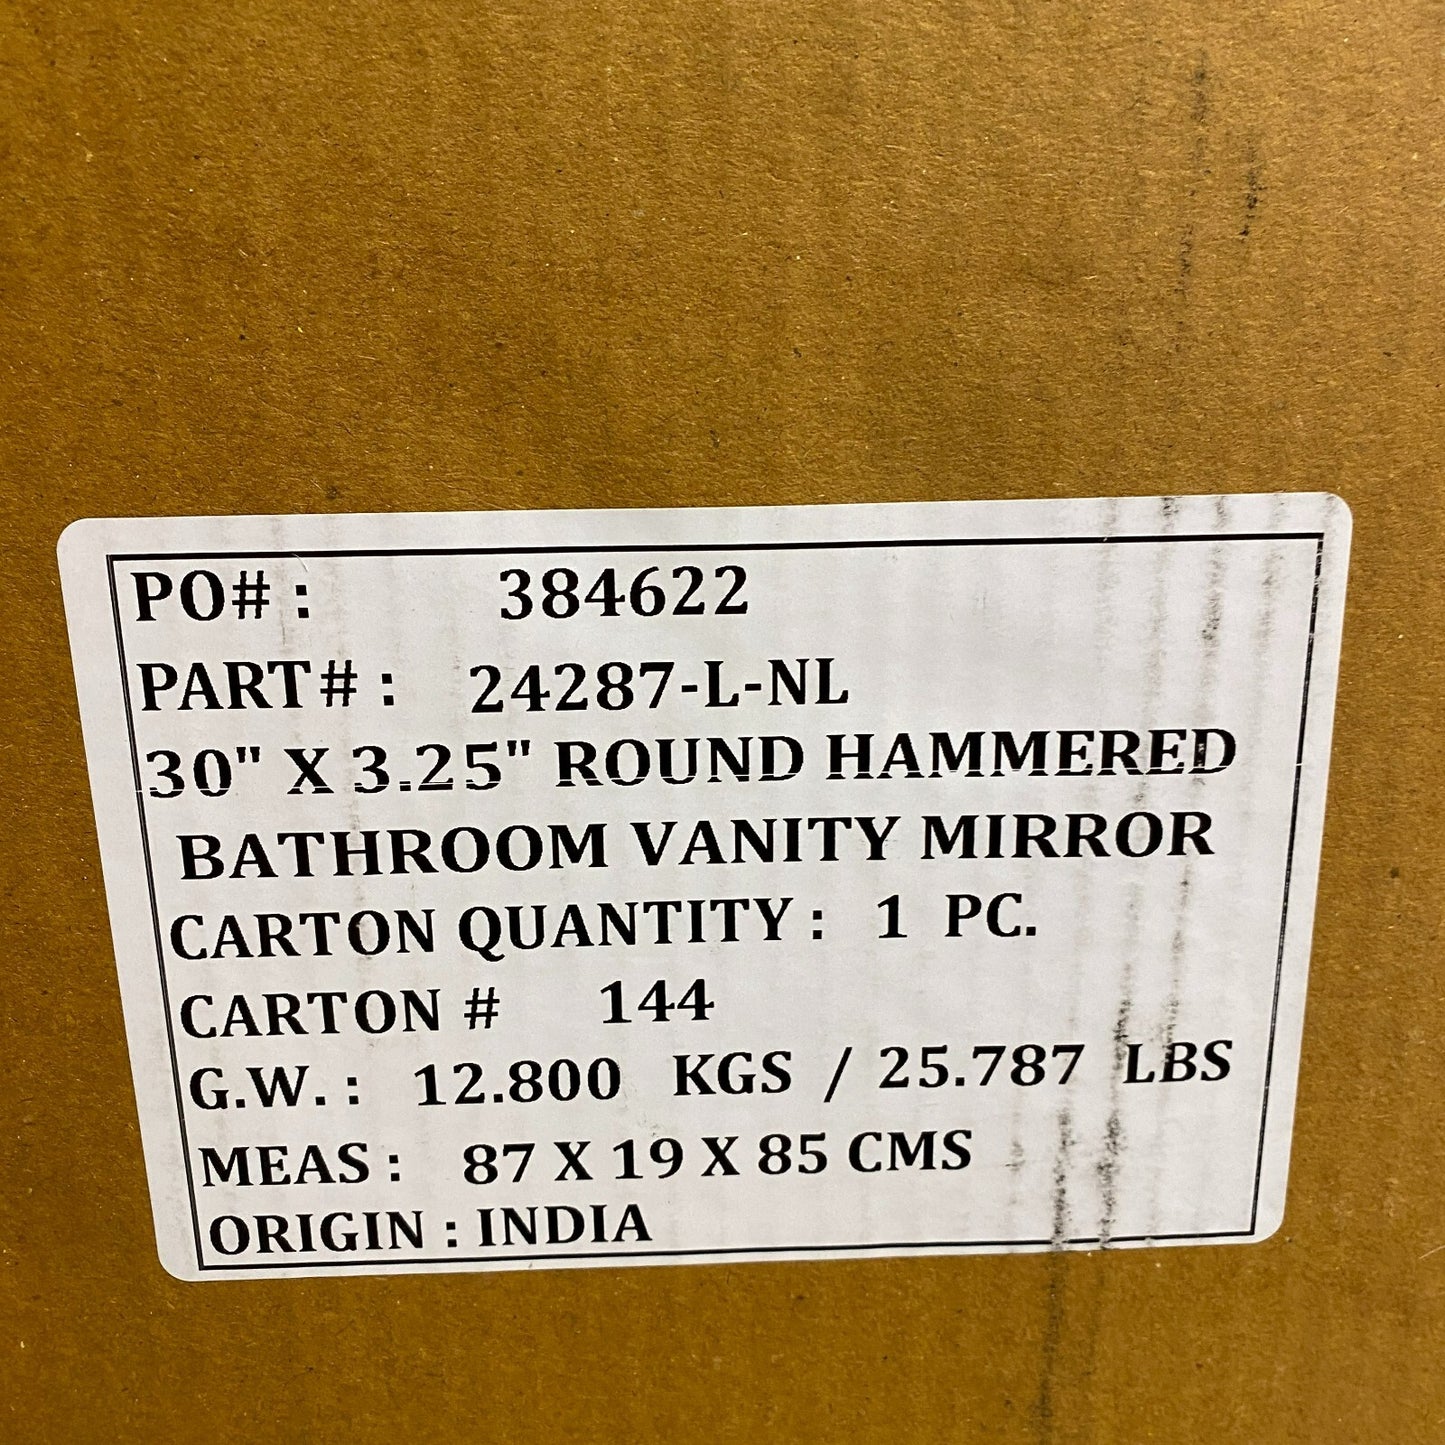 PO# : 384622
PART# : 24287-L-NL
30" X 3.25" ROUND HAMMERED
BATHROOM VANITY MIRROR
CARTON QUANTITY : 1 PC.
CARTON # 144
G.W. : 12.800 KGS / 25.787 LBS
MEAS : 87 X 19 X 85 CMS
ORIGIN : INDIA